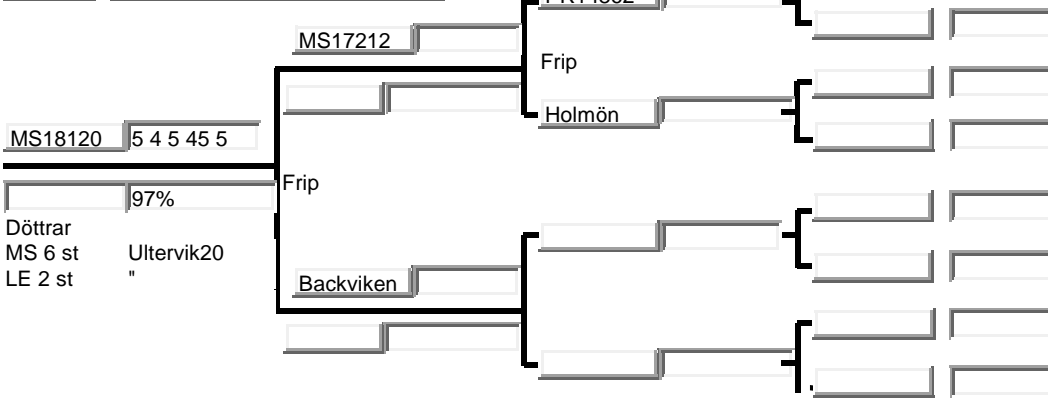 MS17212
Frip
Holmön
MS18120 5 4 5 45 5
Frip
97%
Döttrar
MS 6 st Ultervik20
LE 2 st "
Backviken